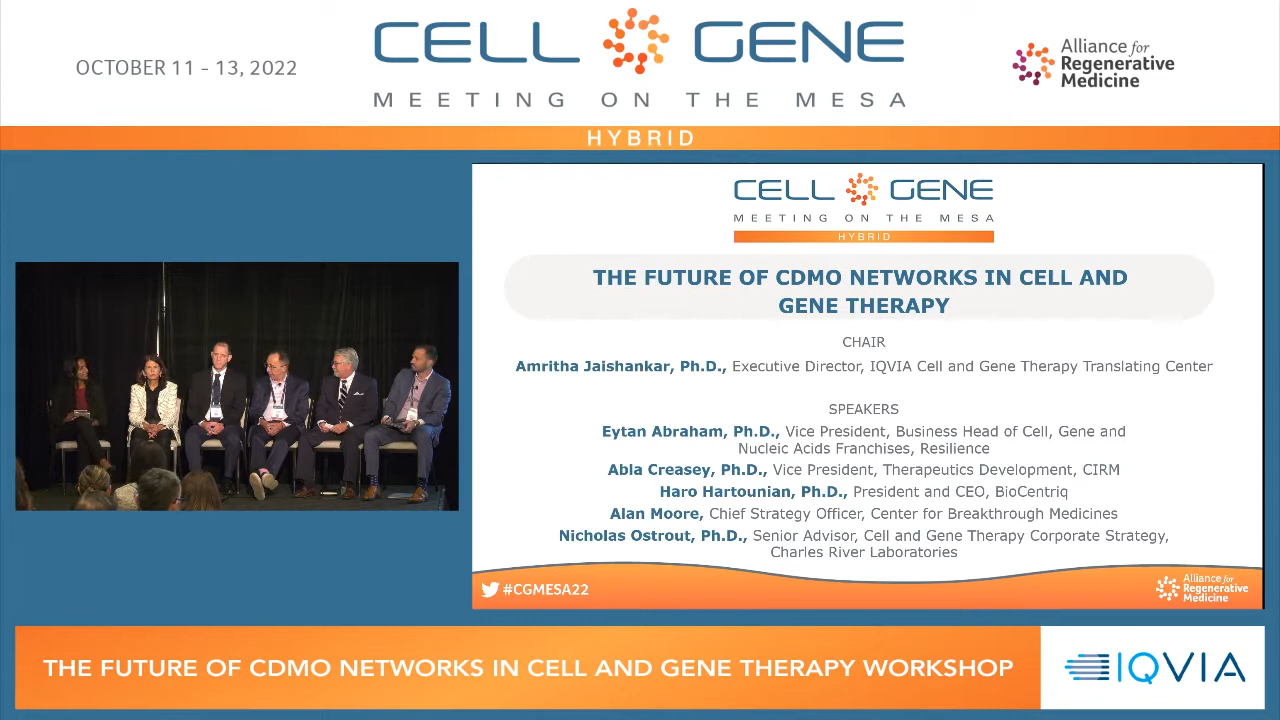 OCTOBER 11 - 13, 2022
CELL GENE
MEETING ON THE MESA
Alliance for
Regenerative
Medicine
HYBRID
CELL GENE
MEETING ON THE MESA
HYBRID
THE FUTURE OF CDMO NETWORKS IN CELL AND
GENE THERAPY
CHAIR
Amritha Jaishankar, Ph.D., Executive Director, IQVIA Cell and Gene Therapy Translating Center
SPEAKERS
Eytan Abraham, Ph.D., Vice President, Business Head of Cell, Gene and
Nucleic Acids Franchises, Resilience
Abla Creasey, Ph.D., Vice President, Therapeutics Development, CIRM
Haro Hartounian, Ph.D., President and CEO, BioCentriq
Alan Moore, Chief Strategy Officer, Center for Breakthrough Medicines
Nicholas Ostrout, Ph.D., Senior Advisor, Cell and Gene Therapy Corporate Strategy,
Charles River Laboratories
#CGMESA22
Alliance for
Regenerative
Medicine
THE FUTURE OF CDMO NETWORKS IN CELL AND GENE THERAPY WORKSHOP
IQVIA